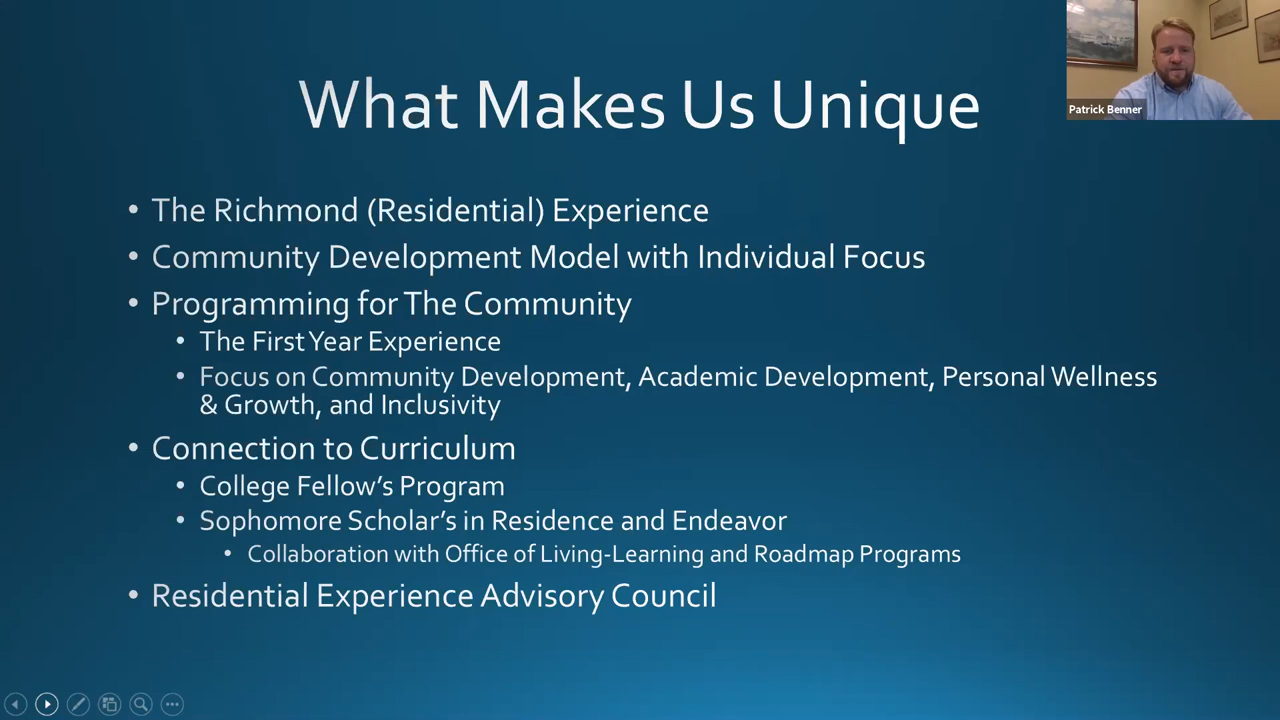 What Makes Us Unique
Patrick Benner
• The Richmond (Residential) Experience
• Community Development Model with Individual Focus
• Programming for The Community
• The First Year Experience
• Focus on Community Development, Academic Development, Personal Wellness
& Growth, and Inclusivity
• Connection to Curriculum
• College Fellow’s Program
• Sophomore Scholar’s in Residence and Endeavor
• Collaboration with Office of Living-Learning and Roadmap Programs
• Residential Experience Advisory Council